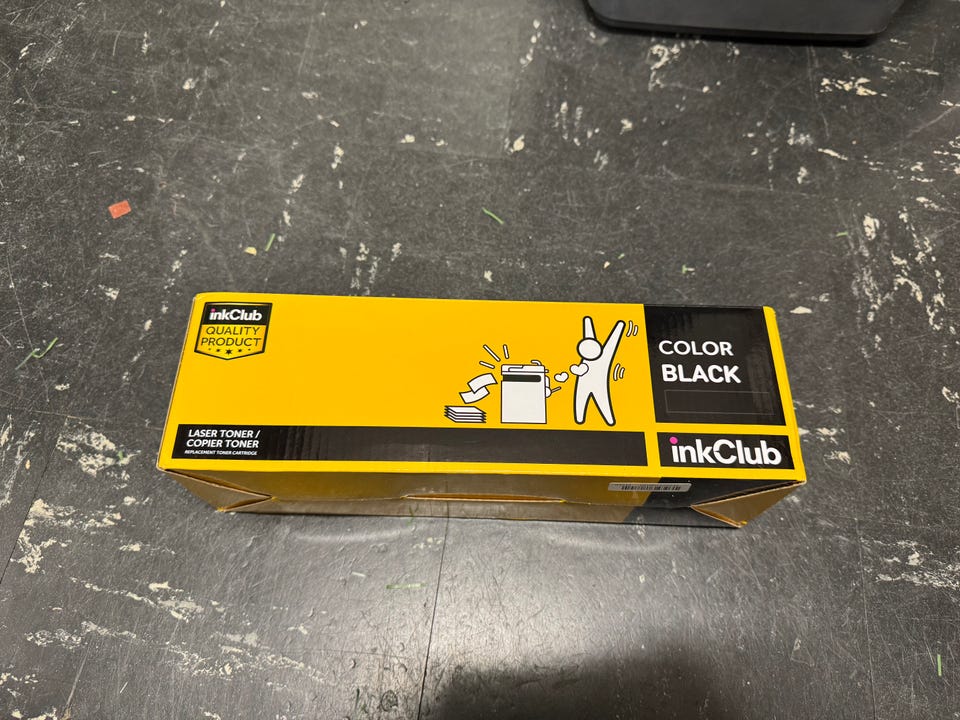 inkClub
QUALITY
PRODUCT
COLOR
BLACK
LASER TONER /
COPIER TONER
REPLACEMENT TONER CARTRIDGE
inkClub